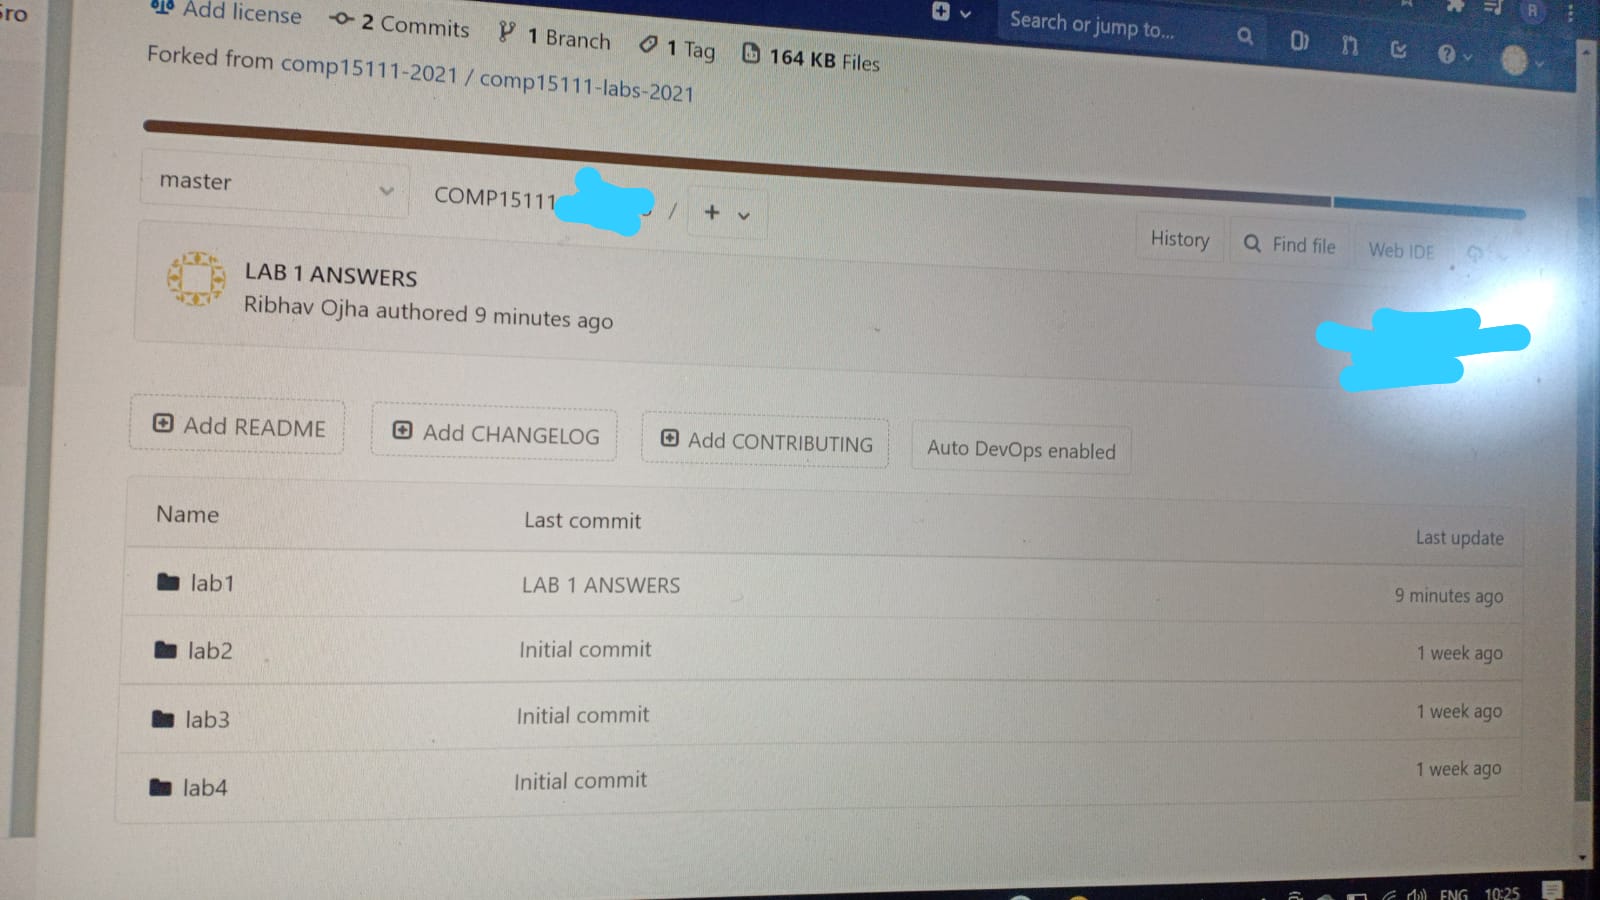 Add license 2 Commits 1 Branch 1 Tag 164 KB Files
Search or jump to...
R
Forked from comp15111-2021 / comp15111-labs-2021
master
COMP15111 / +
History Find file Web IDE
LAB 1 ANSWERS
Ribhav Ojha authored 9 minutes ago
Add README Add CHANGELOG Add CONTRIBUTING Auto DevOps enabled
Name Last commit Last update
lab1 LAB 1 ANSWERS 9 minutes ago
lab2 Initial commit 1 week ago
lab3 Initial commit 1 week ago
lab4 Initial commit 1 week ago
ENG 10:25